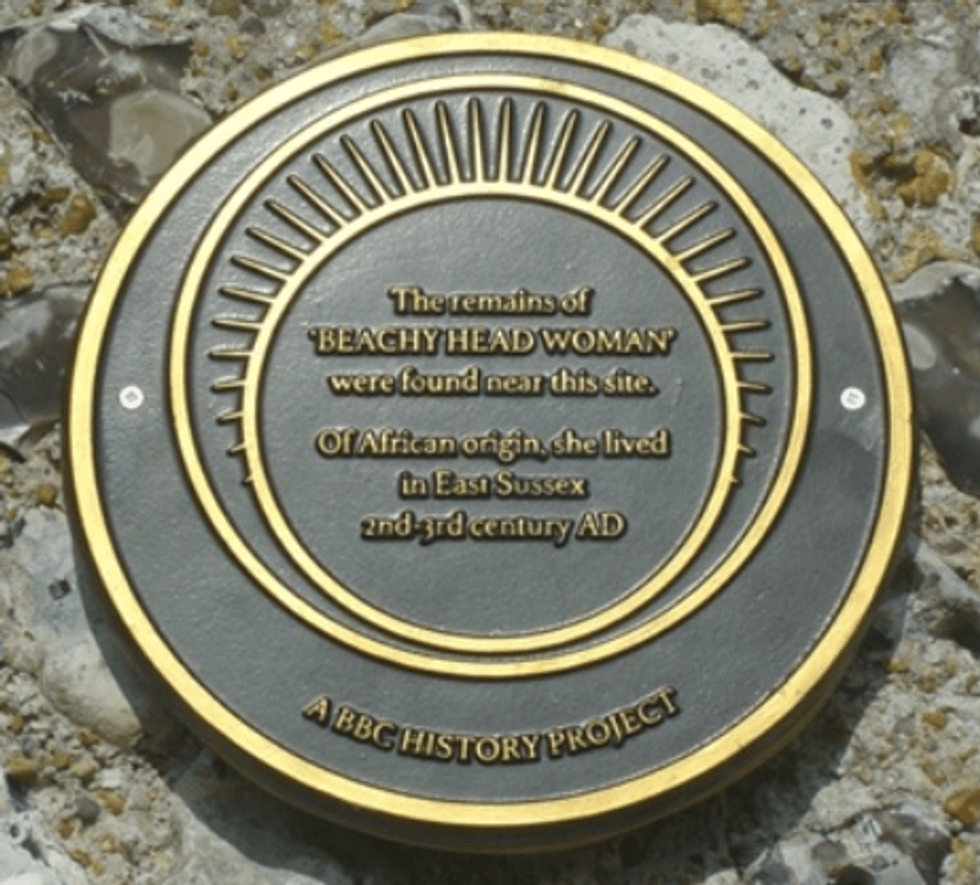 The remains of
'BEACHY HEAD WOMAN'
were found near this site.
Of African origin, she lived
in East Sussex
2nd-3rd century AD
A BBC HISTORY PROJECT